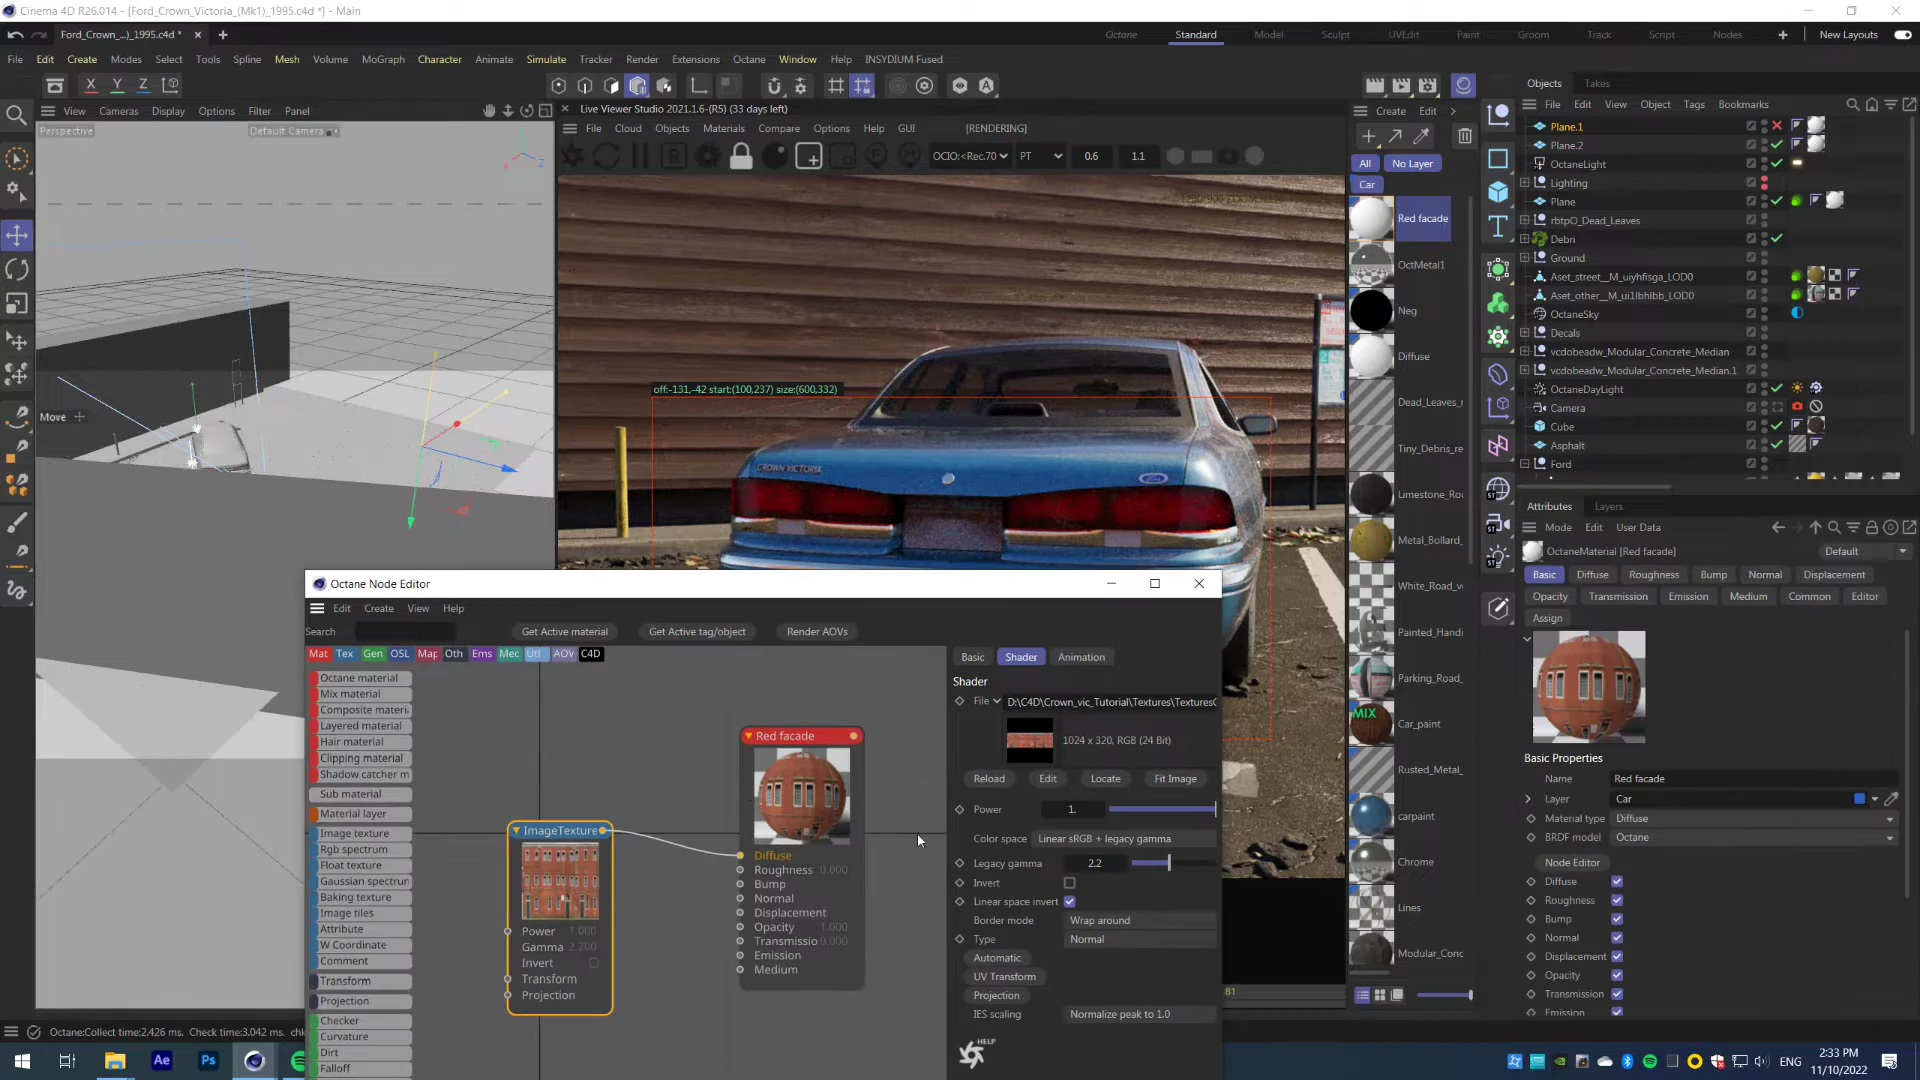 Cinema 4D R26.014 - [Ford_Crown_Victoria_(Mk1)_1995.c4d *] - Main
Ford_Crown_...)_1995.c4d *
Octane Standard Model Sculpt UVEdit Paint Groom Track Script Nodes New Layouts
File Edit Create Modes Select Tools Spline Mesh Volume MoGraph Character Animate Simulate Tracker Render Extensions Octane Window Help INSYDIUM Fused
X Y Z
View Cameras Display Options Filter Panel
Perspective
Default Camera
Move
Live Viewer Studio 2021.1.6-(R5) (33 days left)
File Cloud Objects Materials Compare Options Help GUI [RENDERING]
OCIO:<Rec.70 PT 0.6 1.1
off:-131,-42 start:(100,237) size:(600,332)
CROWN VICTORIA
81
Create Edit
All No Layer
Car
Red facade
OctMetal1
Neg
Diffuse
Dead_Leaves_r
Tiny_Debris_re
Limestone_Ro
Metal_Bollard_
White_Road_v
Painted_Handi
Parking_Road_
MIX
Car_paint
Rusted_Metal_
carpaint
Chrome
Lines
Modular_Conc
Objects Takes
File Edit View Object Tags Bookmarks
Plane.1
Plane.2
OctaneLight
Lighting
Plane
rbtpO_Dead_Leaves
Debri
Ground
Aset_street__M_uiyhfisga_LOD0
Aset_other__M_ui1lbhlbb_LOD0
OctaneSky
Decals
vcdobeadw_Modular_Concrete_Median
vcdobeadw_Modular_Concrete_Median.1
OctaneDayLight
Camera
Cube
Asphalt
Ford
Attributes Layers
Mode Edit User Data
OctaneMaterial [Red facade]
Default
Basic Diffuse Roughness Bump Normal Displacement
Opacity Transmission Emission Medium Common Editor
Assign
Basic Properties
Name Red facade
Layer Car
Material type Diffuse
BRDF model Octane
Node Editor
Diffuse
Roughness
Bump
Normal
Displacement
Opacity
Transmission
Emission
Octane Node Editor
Edit Create View Help
Search
Get Active material Get Active tag/object Render AOVs
Mat Tex Gen OSL Map Oth Ems Mec Utl AOV C4D
Octane material
Mix material
Composite materi
Layered material
Hair material
Clipping material
Shadow catcher m
Sub material
Material layer
Image texture
Rgb spectrum
Float texture
Gaussian spectrum
Baking texture
Image tiles
Attribute
W Coordinate
Comment
Transform
Projection
Checker
Curvature
Dirt
Falloff
ImageTexture
Power 1.000
Gamma 2.200
Invert
Transform
Projection
Red facade
Diffuse
Roughness 0.000
Bump
Normal
Displacement
Opacity 1.000
Transmissio 0.000
Emission
Medium
Basic Shader Animation
Shader
File D:\C4D\Crown_vic_Tutorial\Textures\Textures
1024 x 320, RGB (24 Bit)
Reload Edit Locate Fit Image
Power 1.
Color space Linear sRGB + legacy gamma
Legacy gamma 2.2
Invert
Linear space invert
Border mode Wrap around
Type Normal
Automatic
UV Transform
Projection
IES scaling Normalize peak to 1.0
HELP
Octane:Collect time:2.426 ms. Check time:3.042 ms.
Ae Ps
ENG
2:33 PM
11/10/2022